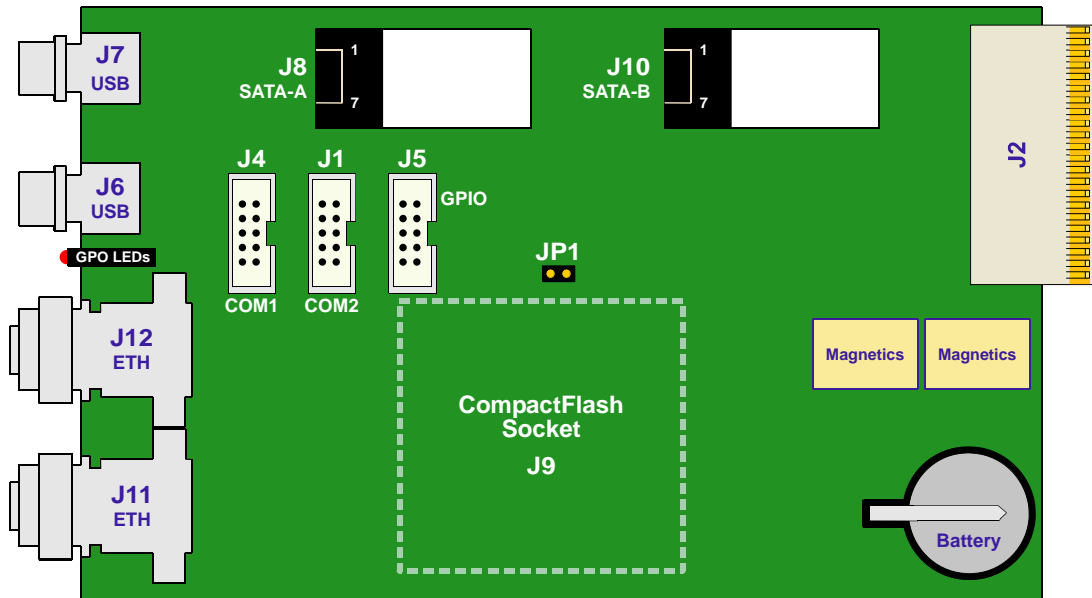 J7
USB
J8
SATA-A
1
7
J10
SATA-B
1
7
J2
J6
USB
J4
J1
J5
GPIO
GPO LEDs
JP1
COM1
COM2
J12
ETH
Magnetics
Magnetics
CompactFlash
Socket
J9
J11
ETH
Battery